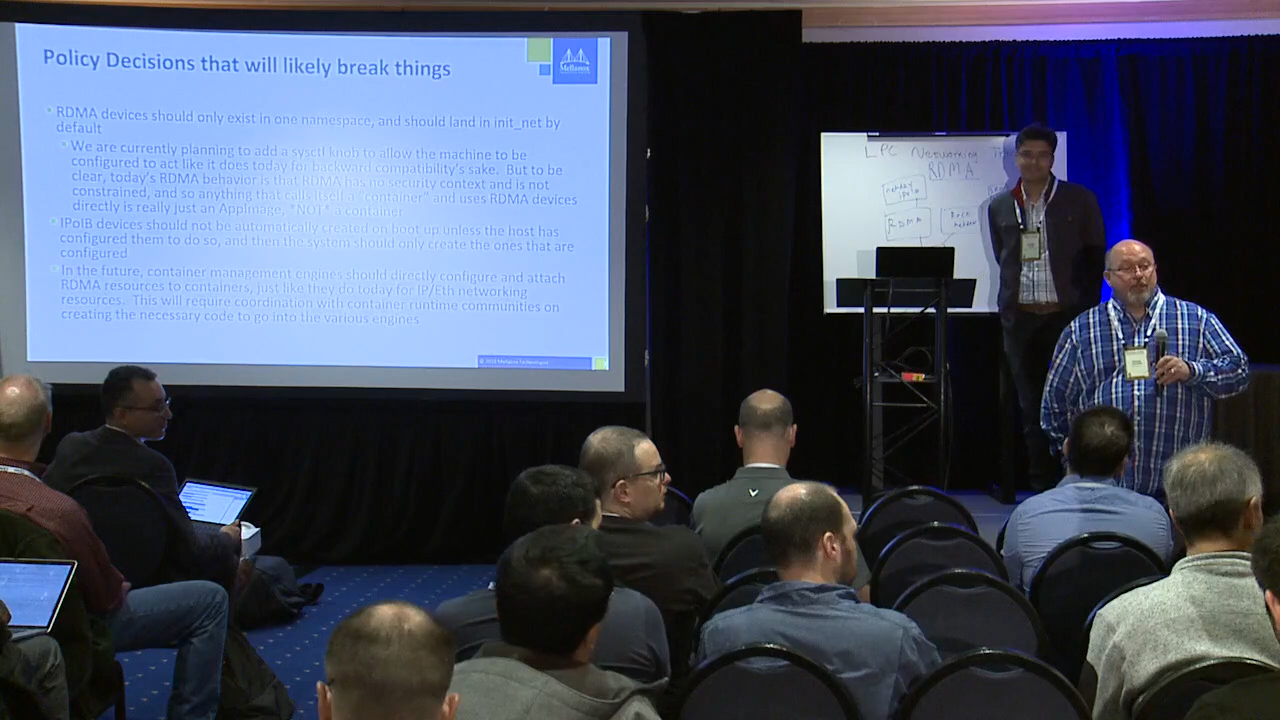 Policy Decisions that will likely break things
Mellanox
RDMA devices should only exist in one namespace, and should land in init_net by
default
We are currently planning to add a sysctl knob to allow the machine to be
configured to act like it does today for backward compatibility's sake. But to be
clear, today's RDMA behavior is that RDMA has no security context and is not
constrained, and so anything that calls itself a "container" and uses RDMA devices
directly is really just an AppImage, *NOT* a container
IPoIB devices should not be automatically created on boot up unless the host has
configured them to do so, and then the system should only create the ones that are
configured
In the future, container management engines should directly configure and attach
RDMA resources to containers, just like they do today for IP/Eth networking
resources. This will require coordination with container runtime communities on
creating the necessary code to go into the various engines
Mellanox Technologies
LPC Networking
RDMA
RDMA